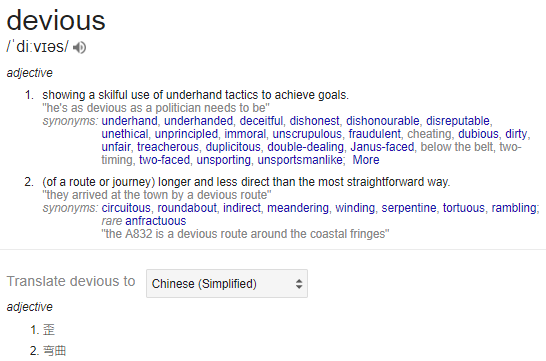 devious
/ˈdiːvɪəs/
adjective
1. showing a skilful use of underhand tactics to achieve goals.
"he's as devious as a politician needs to be"
synonyms: underhand, underhanded, deceitful, dishonest, dishonourable, disreputable,
unethical, unprincipled, immoral, unscrupulous, fraudulent, cheating, dubious, dirty,
unfair, treacherous, duplicitous, double-dealing, Janus-faced, below the belt, two-
timing, two-faced, unsporting, unsportsmanlike; More
2. (of a route or journey) longer and less direct than the most straightforward way.
"they arrived at the town by a devious route"
synonyms: circuitous, roundabout, indirect, meandering, winding, serpentine, tortuous, rambling;
rare anfractuous
"the A832 is a devious route around the coastal fringes"
Translate devious to Chinese (Simplified)
adjective
1. 歪
2. 弯曲